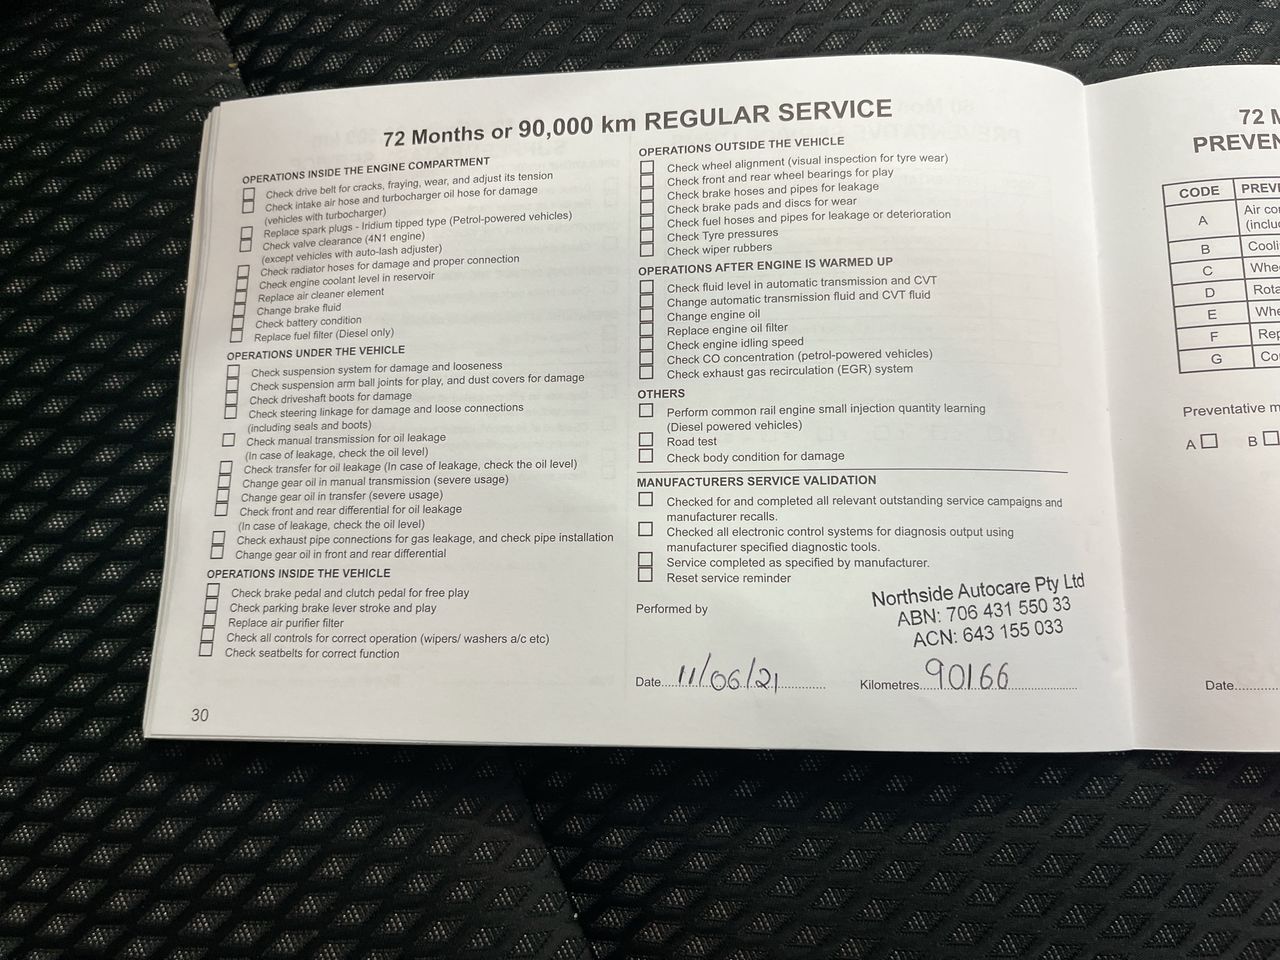 72 Months or 90,000 km REGULAR SERVICE
OPERATIONS INSIDE THE ENGINE COMPARTMENT
Check drive belt for cracks, fraying, wear, and adjust its tension
Check intake air hose and turbocharger oil hose for damage
(vehicles with turbocharger)
Replace spark plugs - Iridium tipped type (Petrol-powered vehicles)
Check valve clearance (4N1 engine)
(except vehicles with auto-lash adjuster)
Check radiator hoses for damage and proper connection
Check engine coolant level in reservoir
Replace air cleaner element
Change brake fluid
Check battery condition
Replace fuel filter (Diesel only)
OPERATIONS UNDER THE VEHICLE
Check suspension system for damage and looseness
Check suspension arm ball joints for play, and dust covers for damage
Check driveshaft boots for damage
Check steering linkage for damage and loose connections
(including seals and boots)
Check manual transmission for oil leakage
(In case of leakage, check the oil level)
Check transfer for oil leakage (In case of leakage, check the oil level)
Change gear oil in manual transmission (severe usage)
Change gear oil in transfer (severe usage)
Check front and rear differential for oil leakage
(In case of leakage, check the oil level)
Check exhaust pipe connections for gas leakage, and check pipe installation
Change gear oil in front and rear differential
OPERATIONS INSIDE THE VEHICLE
Check brake pedal and clutch pedal for free play
Check parking brake lever stroke and play
Replace air purifier filter
Check all controls for correct operation (wipers/ washers a/c etc)
Check seatbelts for correct function
30
OPERATIONS OUTSIDE THE VEHICLE
Check wheel alignment (visual inspection for tyre wear)
Check front and rear wheel bearings for play
Check brake hoses and pipes for leakage
Check brake pads and discs for wear
Check fuel hoses and pipes for leakage or deterioration
Check Tyre pressures
Check wiper rubbers
OPERATIONS AFTER ENGINE IS WARMED UP
Check fluid level in automatic transmission and CVT
Change automatic transmission fluid and CVT fluid
Change engine oil
Replace engine oil filter
Check engine idling speed
Check CO concentration (petrol-powered vehicles)
Check exhaust gas recirculation (EGR) system
OTHERS
Perform common rail engine small injection quantity learning
(Diesel powered vehicles)
Road test
Check body condition for damage
MANUFACTURERS SERVICE VALIDATION
Checked for and completed all relevant outstanding service campaigns and
manufacturer recalls.
Checked all electronic control systems for diagnosis output using
manufacturer specified diagnostic tools.
Service completed as specified by manufacturer.
Reset service reminder
Performed by
Northside Autocare Pty Ltd
ABN: 706 431 550 33
ACN: 643 155 033
Date....11/06/21............ Kilometres....90166................
72 M
PREVEN
CODE PREVE
A Air co
(inclu
B Cooli
C Whe
D Rota
E Whe
F Rep
G Co
Preventative m
A B
Date..........